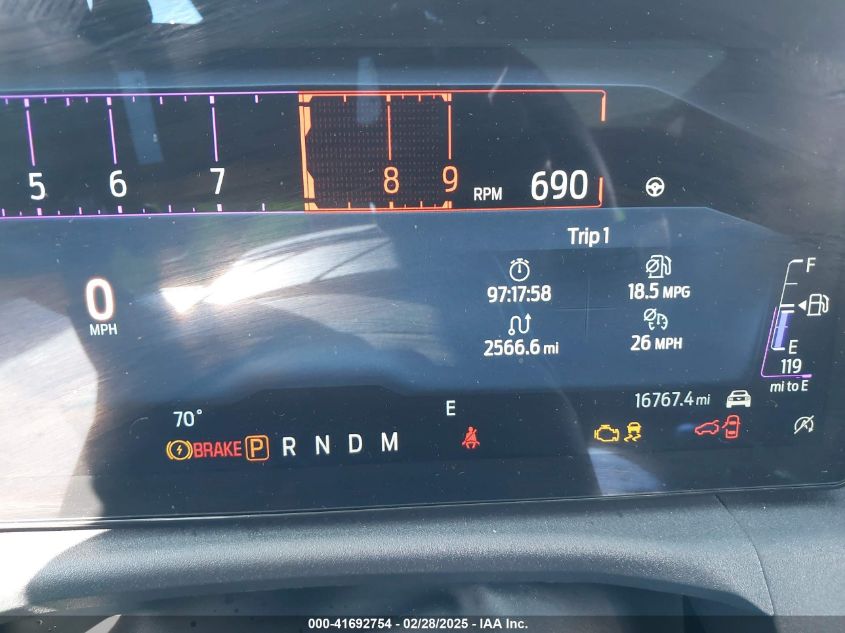 5 6 7 8 9 RPM 690
Trip 1
0
MPH
97:17:58 18.5 MPG
2566.6 mi 26 MPH
F
E
119
mi to E
16767.4 mi
70° E
BRAKE P R N D M
000-41692754 / 02/28/2025 / IAA Inc.